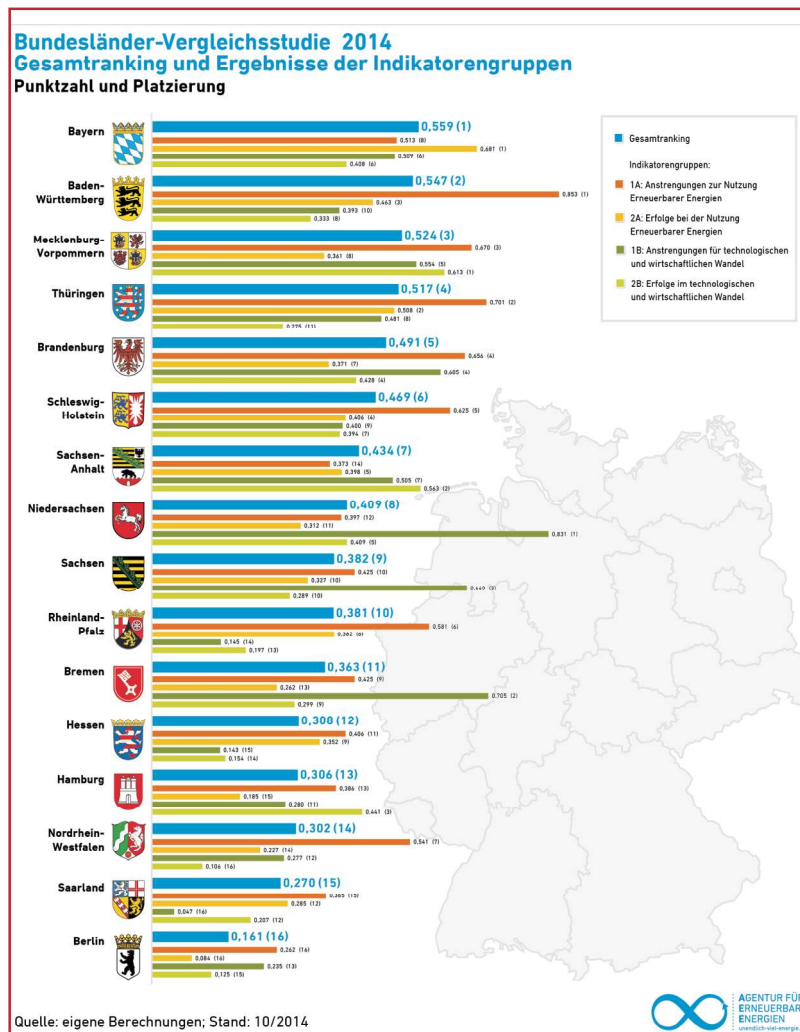 Bundesländer-Vergleichsstudie 2014
Gesamtranking und Ergebnisse der Indikatorengruppen
Punktzahl und Platzierung
Gesamtranking
Indikatorengruppen:
1A: Anstrengungen zur Nutzung
Erneuerbarer Energien
2A: Erfolge bei der Nutzung
Erneuerbarer Energien
1B: Anstrengungen für technologischen
und wirtschaftlichen Wandel
2B: Erfolge im technologischen
und wirtschaftlichen Wandel
Bayern
0,559 (1)
0,513 (8)
0,681 (1)
0,509 (6)
0,408 (6)
Baden-
Württemberg
0,547 (2)
0,853 (1)
0,463 (3)
0,393 (10)
0,333 (8)
Mecklenburg-
Vorpommern
0,524 (3)
0,670 (3)
0,361 (8)
0,554 (5)
0,613 (1)
Thüringen
0,517 (4)
0,701 (2)
0,508 (2)
0,481 (8)
0,275 (11)
Brandenburg
0,491 (5)
0,656 (4)
0,371 (7)
0,605 (4)
0,428 (4)
Schleswig-
Holstein
0,469 (6)
0,625 (5)
0,406 (4)
0,400 (9)
0,394 (7)
Sachsen-
Anhalt
0,434 (7)
0,373 (14)
0,398 (5)
0,505 (7)
0,563 (2)
Niedersachsen
0,409 (8)
0,397 (12)
0,312 (11)
0,831 (1)
0,409 (5)
Sachsen
0,382 (9)
0,425 (10)
0,327 (10)
(3)
0,289 (10)
Rheinland-
Pfalz
0,381 (10)
0,581 (6)
0,382 (6)
0,145 (14)
0,197 (13)
Bremen
0,363 (11)
0,425 (9)
0,262 (13)
0,705 (2)
0,299 (9)
Hessen
0,300 (12)
0,406 (11)
0,352 (9)
0,143 (15)
0,154 (14)
Hamburg
0,306 (13)
0,386 (13)
0,185 (15)
0,280 (11)
0,441 (3)
Nordrhein-
Westfalen
0,302 (14)
0,541 (7)
0,227 (14)
0,277 (12)
0,106 (16)
Saarland
0,270 (15)
0,365 (15)
0,285 (12)
0,047 (16)
0,207 (12)
Berlin
0,161 (16)
0,262 (16)
0,084 (16)
0,235 (13)
0,125 (15)
Quelle: eigene Berechnungen; Stand: 10/2014
AGENTUR FÜR
ERNEUERBARE
ENERGIEN
unendlich-viel-energie.